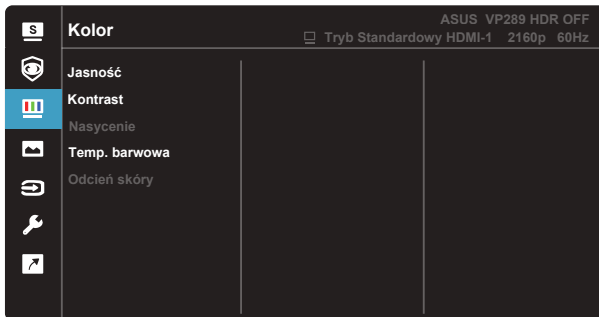 S
Kolor
ASUS VP289 HDR OFF
Tryb Standardowy HDMI-1 2160p 60Hz
Jasność
Kontrast
Nasycenie
Temp. barwowa
Odcień skóry